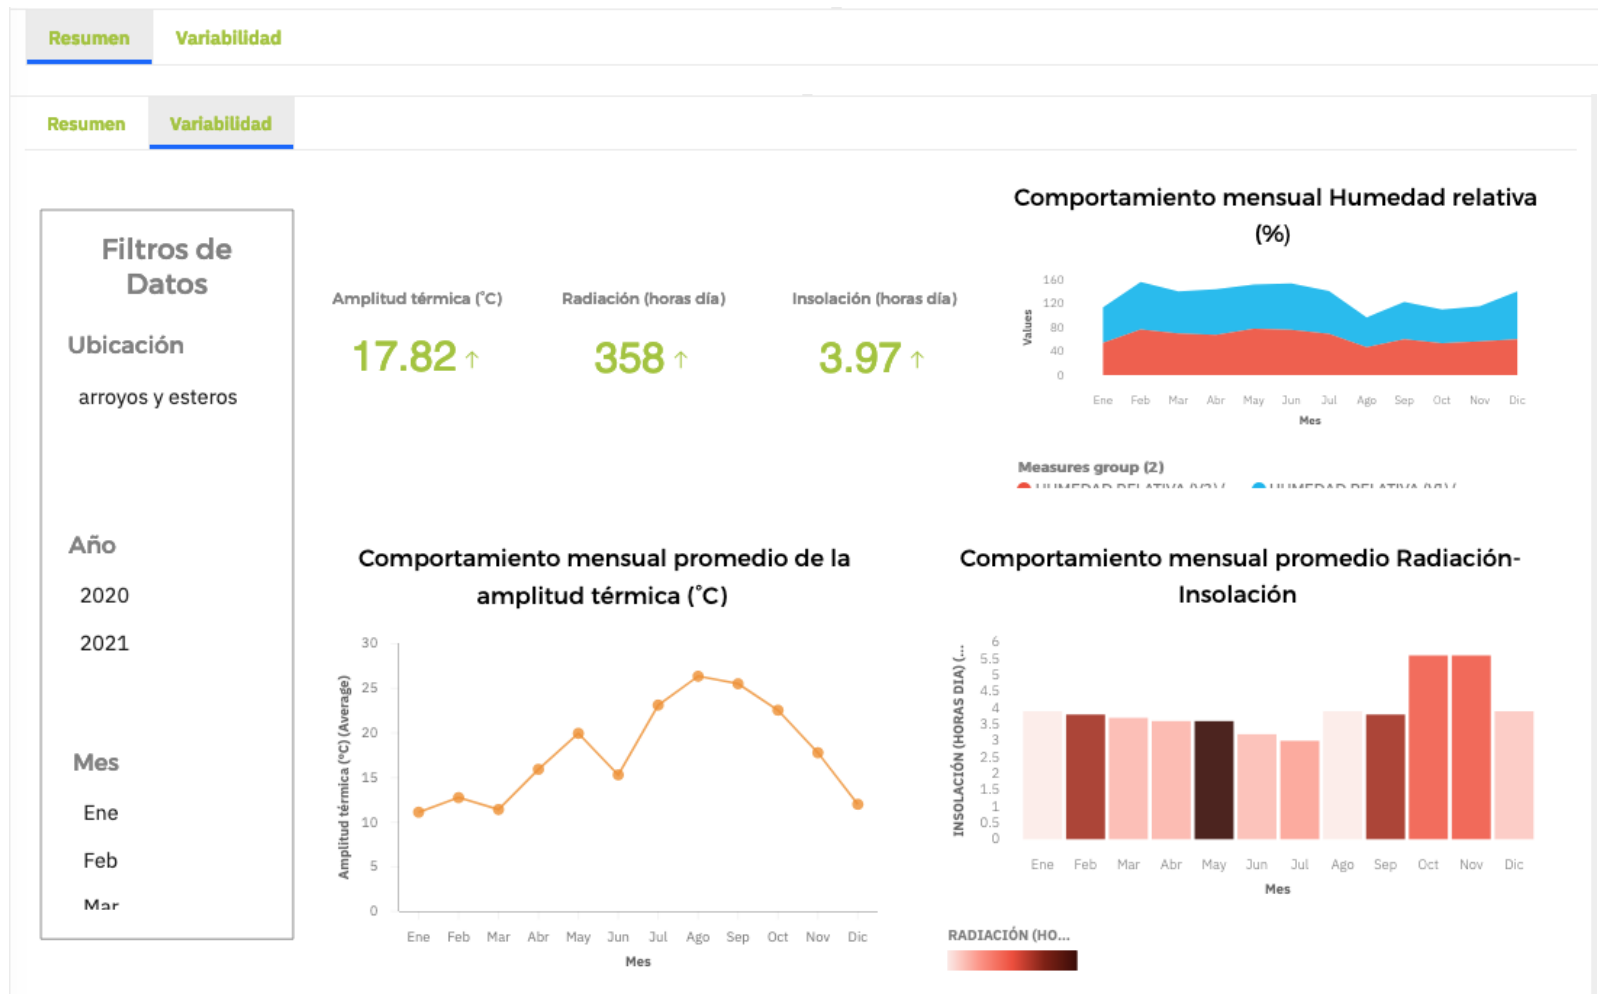 Resumen Variabilidad
Resumen Variabilidad
Filtros de
Datos
Ubicación
arroyos y esteros
Año
2020
2021
Mes
Ene
Feb
Mar
Amplitud térmica (°C)
17.82 ↑
Radiación (horas día)
358 ↑
Insolación (horas día)
3.97 ↑
Comportamiento mensual Humedad relativa
(%)
Values
160
120
80
40
0
Ene Feb Mar Abr May Jun Jul Ago Sep Oct Nov Dic
Mes
Measures group (2)
HUMEDAD RELATIVA HUMEDAD RELATIVA
Comportamiento mensual promedio de la
amplitud térmica (°C)
Amplitud térmica (°C) (Average)
30
25
20
15
10
5
0
Ene Feb Mar Abr May Jun Jul Ago Sep Oct Nov Dic
Mes
Comportamiento mensual promedio Radiación-
Insolación
INSOLACIÓN (HORAS DIA) (...
6
5.5
5
4.5
4
3.5
3
2.5
2
1.5
1
0.5
0
Ene Feb Mar Abr May Jun Jul Ago Sep Oct Nov Dic
Mes
RADIACIÓN (HO...